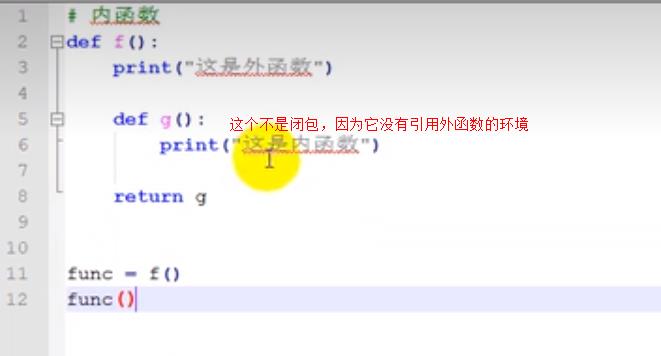 1 # 内函数
2 def f():
3 print("这是外函数")
4
5 def g(): 这个不是闭包，因为它没有引用外函数的环境
6 print("这是内函数")
7
8 return g
9
10
11 func = f()
12 func()